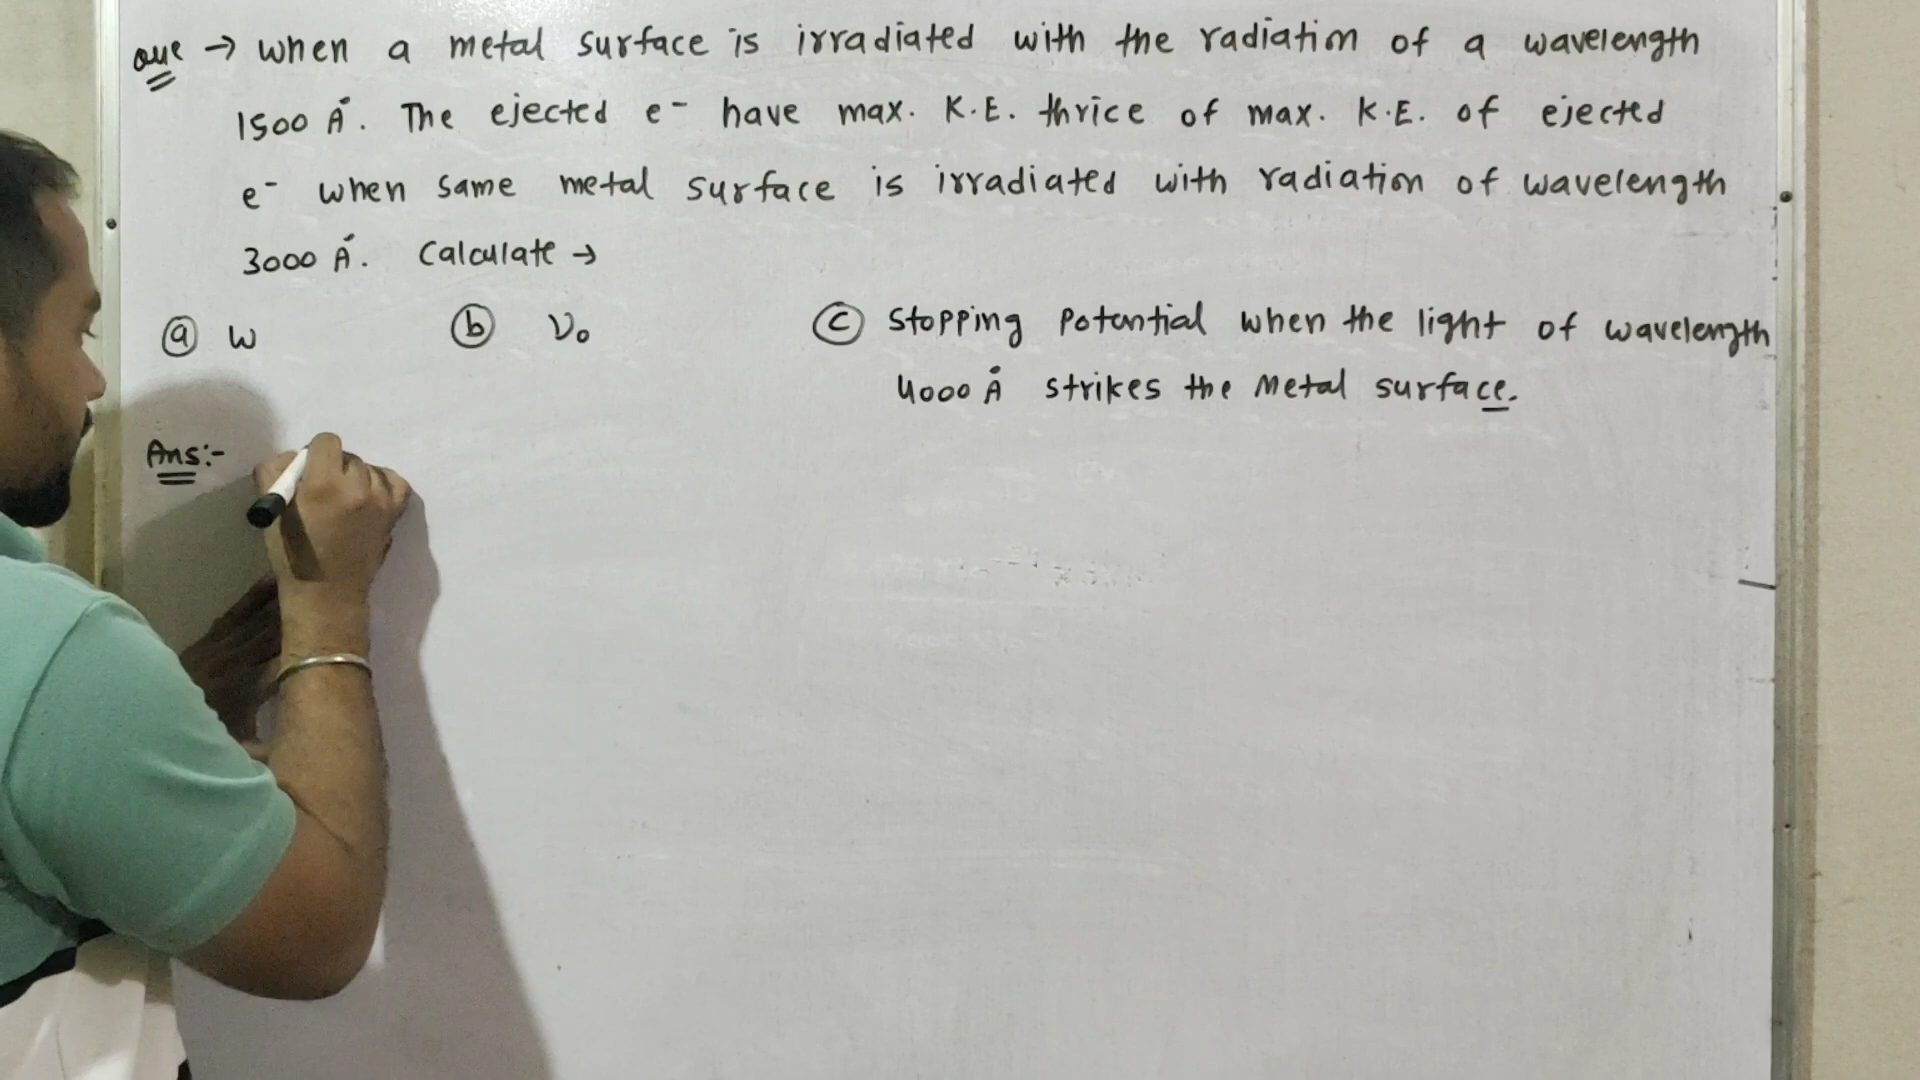 que → when a metal surface is irradiated with the radiation of a wavelength
1500 Å. The ejected e⁻ have max. K.E. thrice of max. K.E. of ejected
e⁻ when same metal surface is irradiated with radiation of wavelength
3000 Å. Calculate →
ⓐ W ⓑ ν₀ ⓒ Stopping Potential when the light of wavelength
4000 Å strikes the Metal surface.
Ans:-